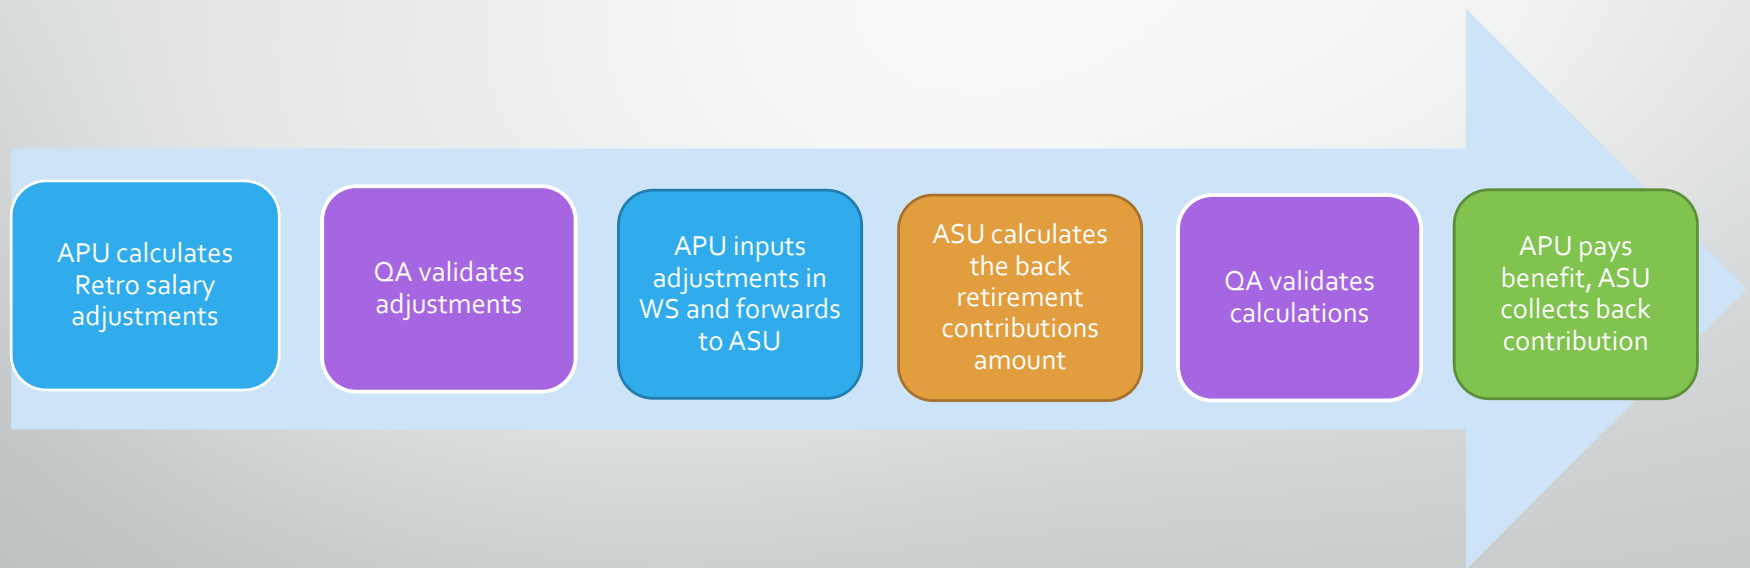 APU calculates
Retro salary
adjustments
QA validates
adjustments
APU inputs
adjustments in
WS and forwards
to ASU
ASU calculates
the back
retirement
contributions
amount
QA validates
calculations
APU pays
benefit, ASU
collects back
contribution